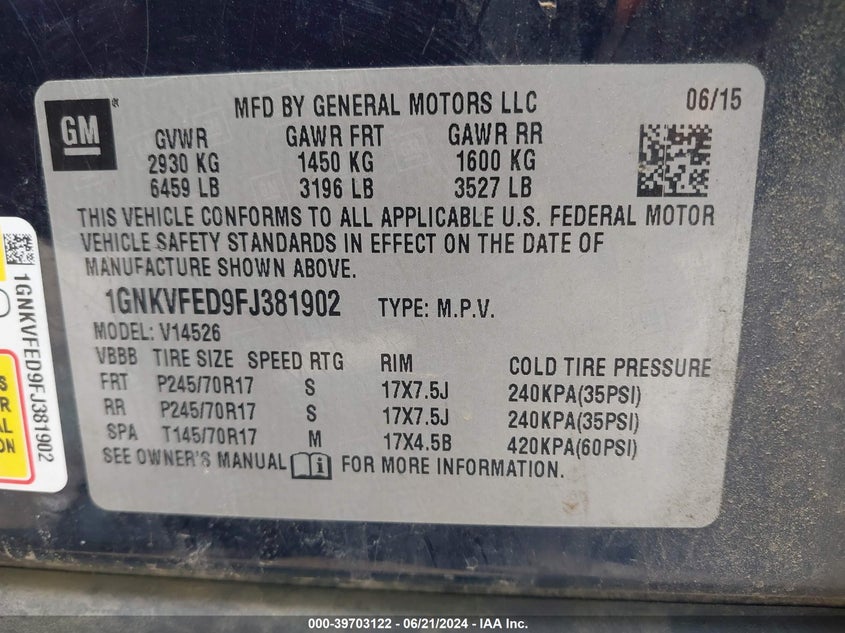 GM
MFD BY GENERAL MOTORS LLC 06/15
GVWR GAWR FRT GAWR RR
2930 KG 1450 KG 1600 KG
6459 LB 3196 LB 3527 LB
THIS VEHICLE CONFORMS TO ALL APPLICABLE U.S. FEDERAL MOTOR
VEHICLE SAFETY STANDARDS IN EFFECT ON THE DATE OF
MANUFACTURE SHOWN ABOVE.
1GNKVFED9FJ381902 TYPE: M.P.V.
MODEL: V14526
VBBB TIRE SIZE SPEED RTG RIM COLD TIRE PRESSURE
FRT P245/70R17 S 17X7.5J 240KPA(35PSI)
RR P245/70R17 S 17X7.5J 240KPA(35PSI)
SPA T145/70R17 M 17X4.5B 420KPA(60PSI)
SEE OWNER'S MANUAL i FOR MORE INFORMATION.
1GNKVFED9FJ381902
000-39703122 - 06/21/2024 - IAA Inc.